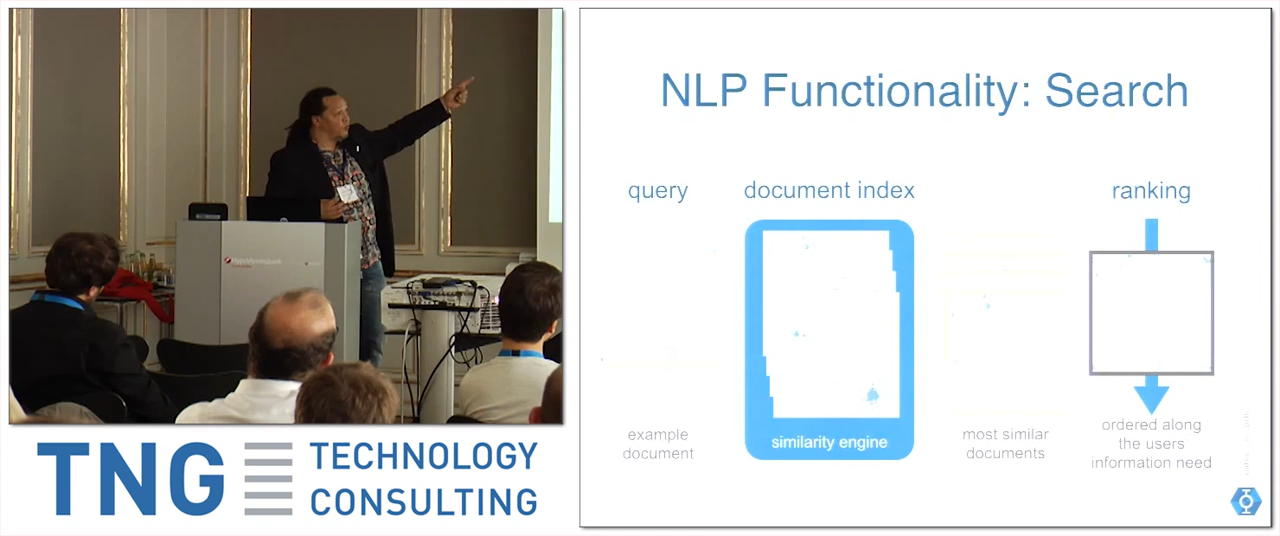 NLP Functionality: Search
query
document index
ranking
similarity engine
example
document
most similar
documents
ordered along
the users
information need
TNG
TECHNOLOGY
CONSULTING